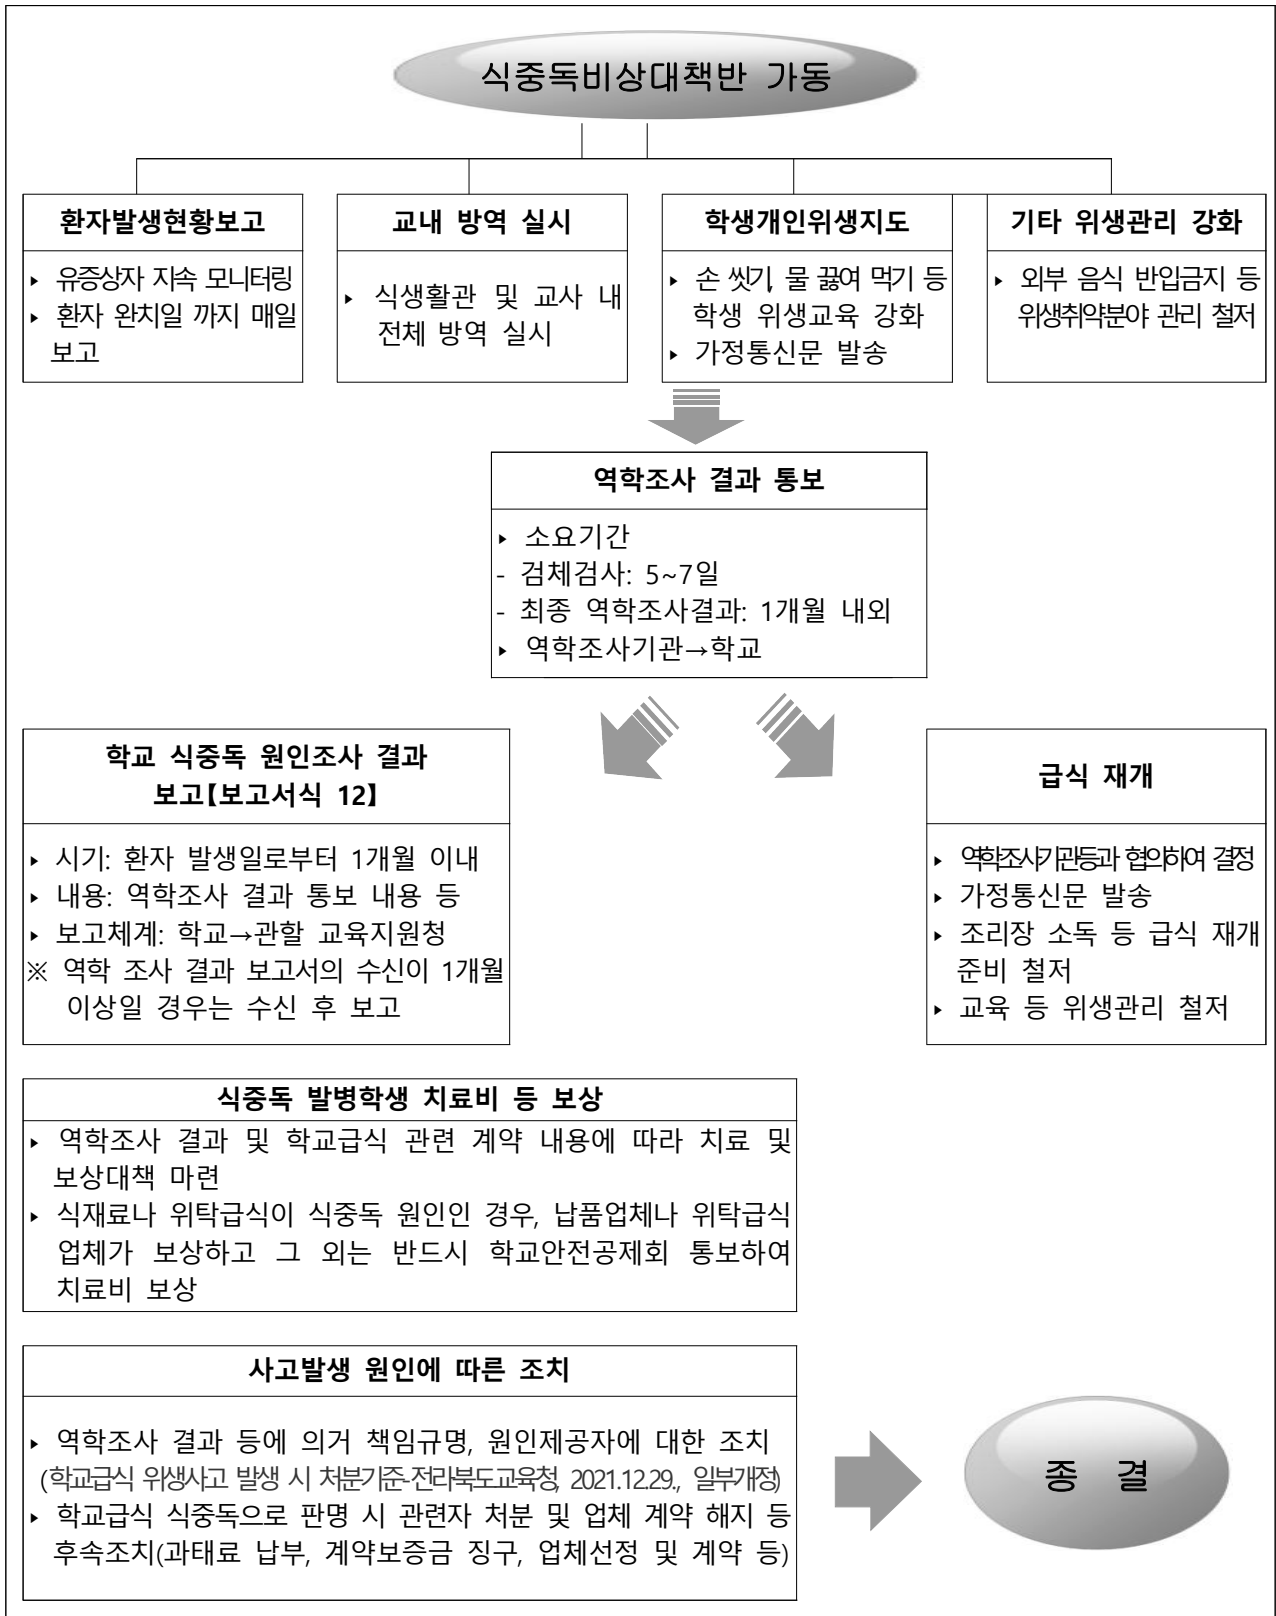 식중독비상대책반 가동
환자발생현황보고
▸ 유증상자 지속 모니터링
▸ 환자 완치일 까지 매일
보고
교내 방역 실시
▸ 식생활관 및 교사 내
전체 방역 실시
학생개인위생지도
▸ 손 씻기, 물 끓여 먹기 등
학생 위생교육 강화
▸ 가정통신문 발송
기타 위생관리 강화
▸ 외부 음식 반입금지 등
위생취약분야 관리 철저
역학조사 결과 통보
▸ 소요기간
- 검체검사: 5~7일
- 최종 역학조사결과: 1개월 내외
▸ 역학조사기관→학교
학교 식중독 원인조사 결과
보고【보고서식 12】
▸ 시기: 환자 발생일로부터 1개월 이내
▸ 내용: 역학조사 결과 통보 내용 등
▸ 보고체계: 학교→관할 교육지원청
※ 역학 조사 결과 보고서의 수신이 1개월
이상일 경우는 수신 후 보고
급식 재개
▸ 역학조사기관등과 협의하여 결정
▸ 가정통신문 발송
▸ 조리장 소독 등 급식 재개
준비 철저
▸ 교육 등 위생관리 철저
식중독 발병학생 치료비 등 보상
▸ 역학조사 결과 및 학교급식 관련 계약 내용에 따라 치료 및
보상대책 마련
▸ 식재료나 위탁급식이 식중독 원인인 경우, 납품업체나 위탁급식
업체가 보상하고 그 외는 반드시 학교안전공제회 통보하여
치료비 보상
사고발생 원인에 따른 조치
▸ 역학조사 결과 등에 의거 책임규명, 원인제공자에 대한 조치
(학교급식 위생사고 발생 시 처분기준-전라북도교육청, 2021.12.29., 일부개정)
▸ 학교급식 식중독으로 판명 시 관련자 처분 및 업체 계약 해지 등
후속조치(과태료 납부, 계약보증금 징구, 업체선정 및 계약 등)
종 결